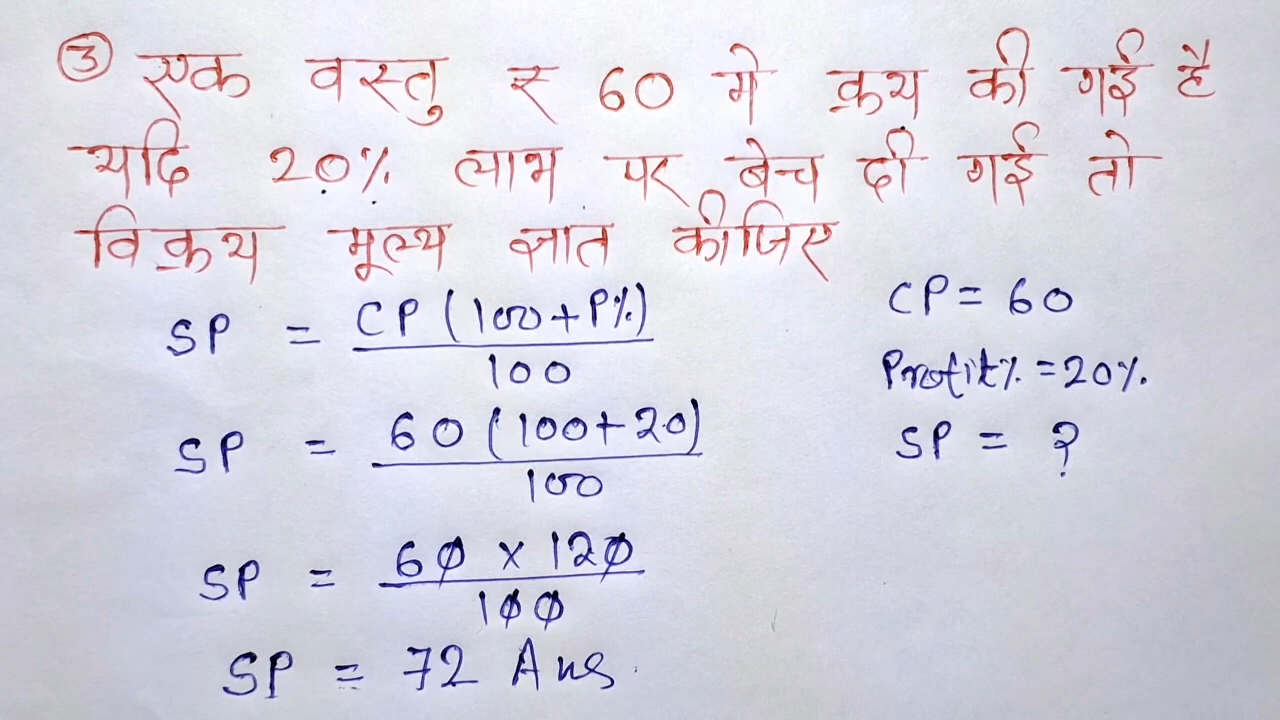 ③ एक वस्तु ₹ 60 मे क्रय की गई है
यदि 20% लाभ पर बेच दी गई तो
विक्रय मूल्य ज्ञात कीजिए
SP = CP (100+P%) / 100
CP = 60
Profit% = 20%.
SP = ?
SP = 60 (100+20) / 100
SP = 60 x 120 / 100
SP = 72 Ans.